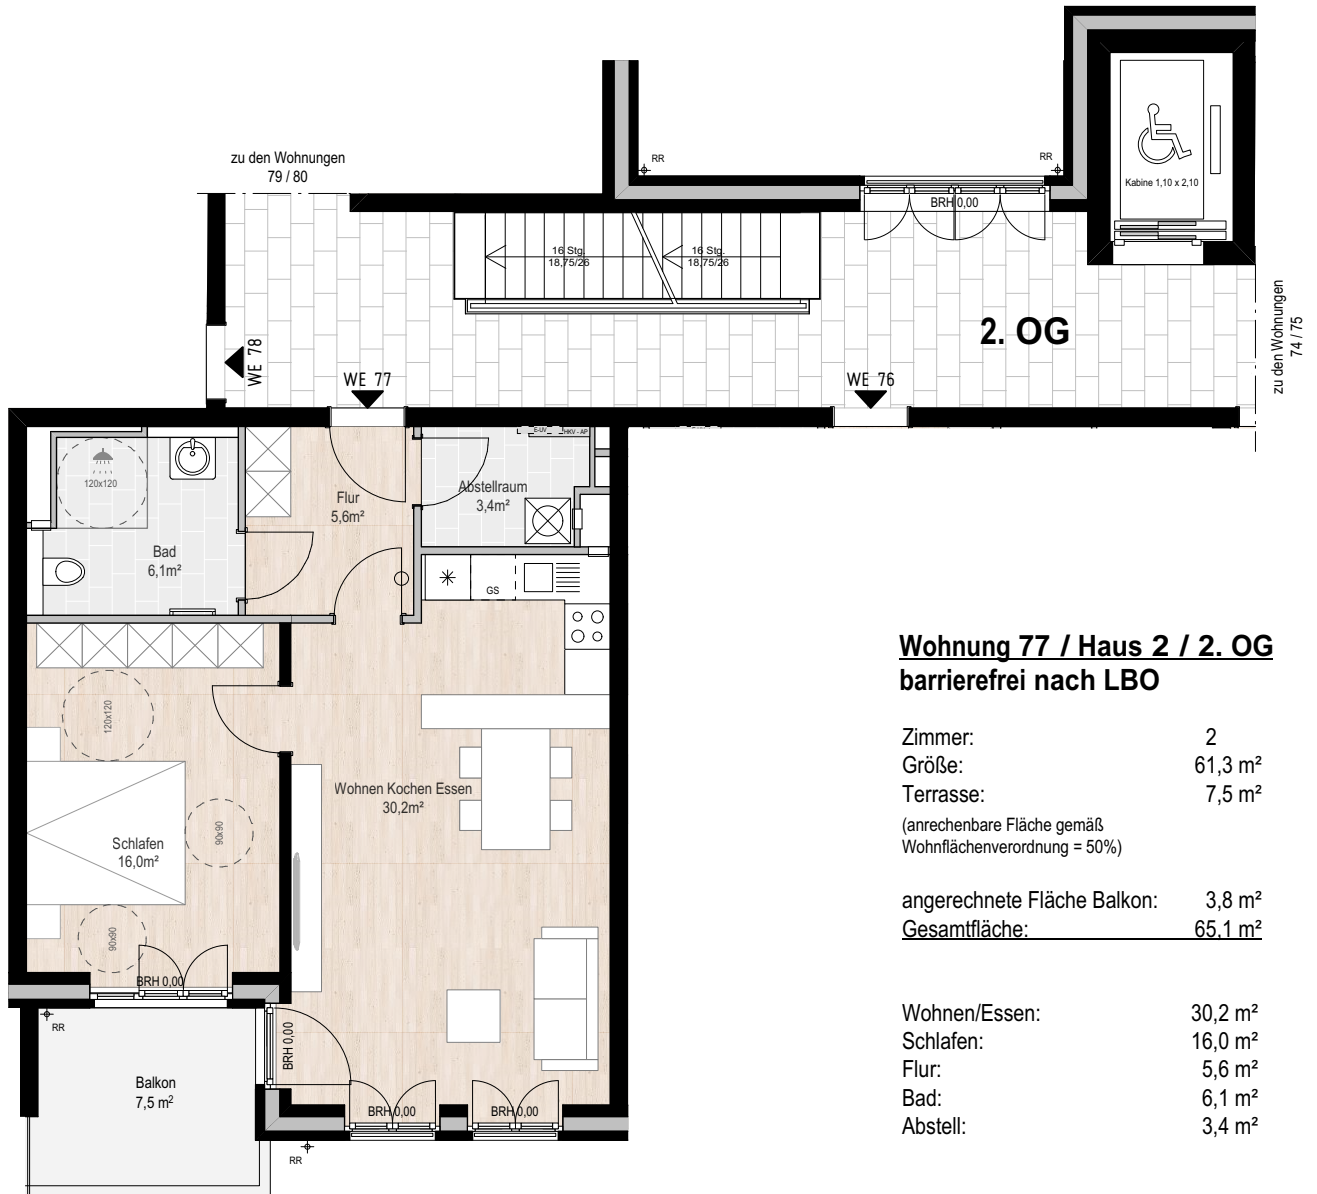 zu den Wohnungen
79 / 80
RR
RR
BRH 0,00
Kabine 1,10 x 2,10
16 Stg.
18,75/26
16 Stg.
18,75/26
2. OG
zu den Wohnungen
74 / 75
WE 78
WE 77
WE 76
120x120
Bad
6,1m²
Flur
5,6m²
E-UV
HKV - AP
Abstellraum
3,4m²
GS
120x120
90x90
90x90
Schlafen
16,0m²
Wohnen Kochen Essen
30,2m²
BRH 0,00
RR
BRH 0,00
Balkon
7,5 m²
BRH 0,00
BRH 0,00
RR
Wohnung 77 / Haus 2 / 2. OG
barrierefrei nach LBO
Zimmer: 2
Größe: 61,3 m²
Terrasse: 7,5 m²
(anrechenbare Fläche gemäß
Wohnflächenverordnung = 50%)
angerechnete Fläche Balkon: 3,8 m²
Gesamtfläche: 65,1 m²
Wohnen/Essen: 30,2 m²
Schlafen: 16,0 m²
Flur: 5,6 m²
Bad: 6,1 m²
Abstell: 3,4 m²